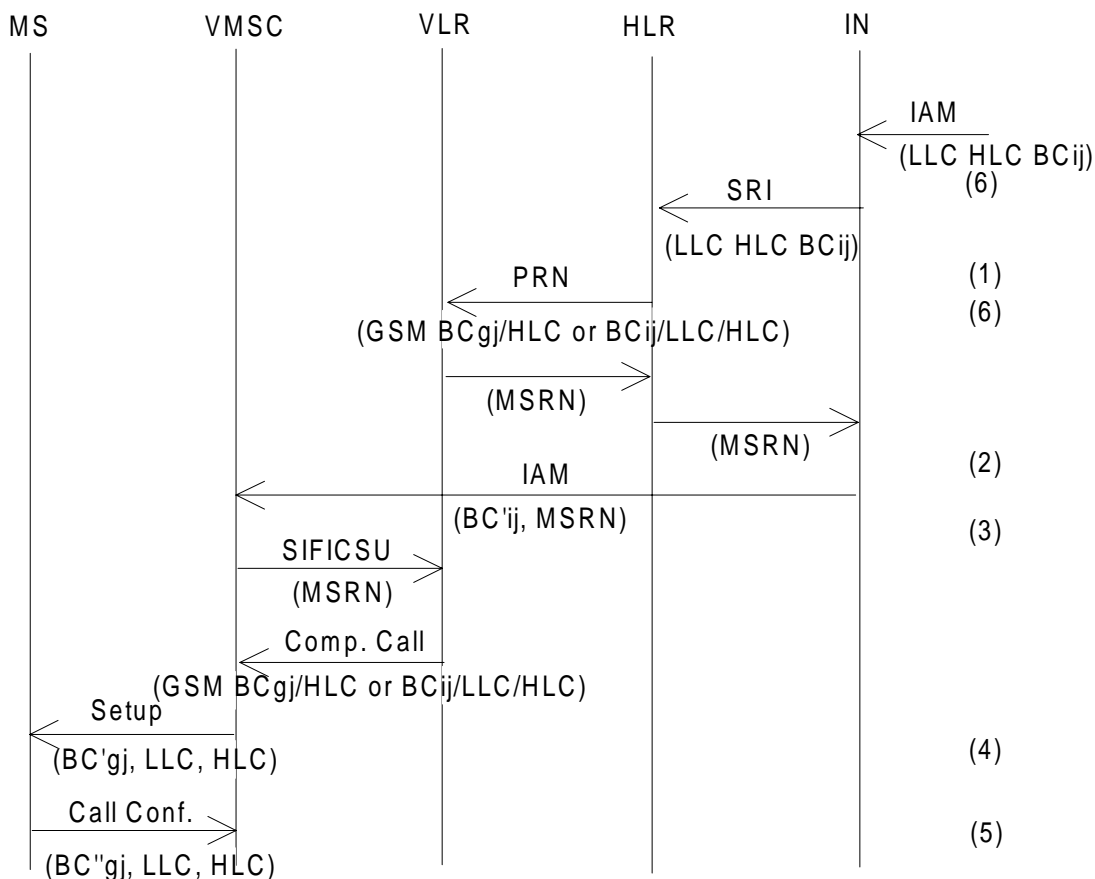 MS VMSC VLR HLR IN
IAM
(LLC HLC BCij)
(6)
SRI
(LLC HLC BCij)
(1)
PRN
(6)
(GSM BCgj/HLC or BCij/LLC/HLC)
(MSRN)
(MSRN)
(2)
IAM
(BC'ij, MSRN)
(3)
SIFICSU
(MSRN)
Comp. Call
(GSM BCgj/HLC or BCij/LLC/HLC)
Setup
(BC'gj, LLC, HLC)
(4)
Call Conf.
(5)
(BC''gj, LLC, HLC)